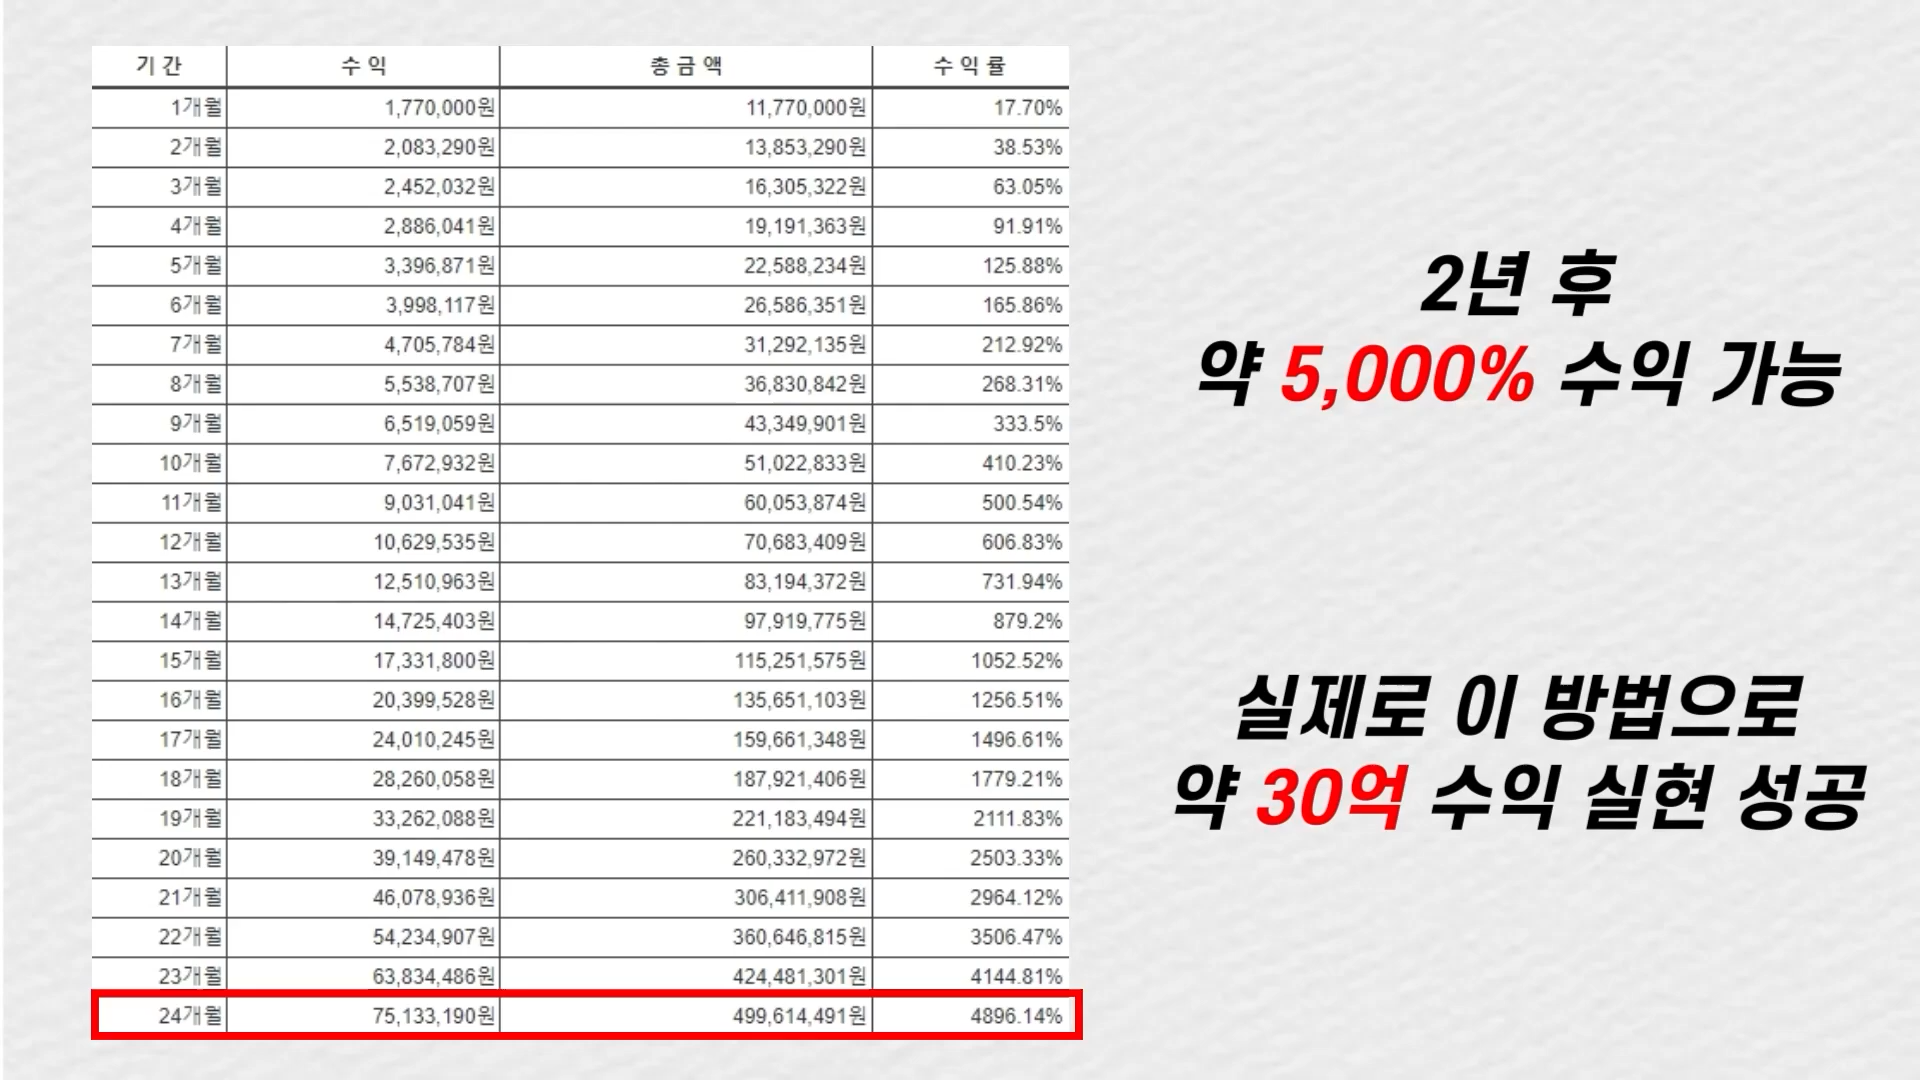 기 간 수 익 총 금 액 수 익 률
1개월 1,770,000원 11,770,000원 17.70%
2개월 2,083,290원 13,853,290원 38.53%
3개월 2,452,032원 16,305,322원 63.05%
4개월 2,886,041원 19,191,363원 91.91%
5개월 3,396,871원 22,588,234원 125.88%
6개월 3,998,117원 26,586,351원 165.86%
7개월 4,705,784원 31,292,135원 212.92%
8개월 5,538,707원 36,830,842원 268.31%
9개월 6,519,059원 43,349,901원 333.5%
10개월 7,672,932원 51,022,833원 410.23%
11개월 9,031,041원 60,053,874원 500.54%
12개월 10,629,535원 70,683,409원 606.83%
13개월 12,510,963원 83,194,372원 731.94%
14개월 14,725,403원 97,919,775원 879.2%
15개월 17,331,800원 115,251,575원 1052.52%
16개월 20,399,528원 135,651,103원 1256.51%
17개월 24,010,245원 159,661,348원 1496.61%
18개월 28,260,058원 187,921,406원 1779.21%
19개월 33,262,088원 221,183,494원 2111.83%
20개월 39,149,478원 260,332,972원 2503.33%
21개월 46,078,936원 306,411,908원 2964.12%
22개월 54,234,907원 360,646,815원 3506.47%
23개월 63,834,486원 424,481,301원 4144.81%
24개월 75,133,190원 499,614,491원 4896.14%
2년 후
약 5,000% 수익 가능
실제로 이 방법으로
약 30억 수익 실현 성공